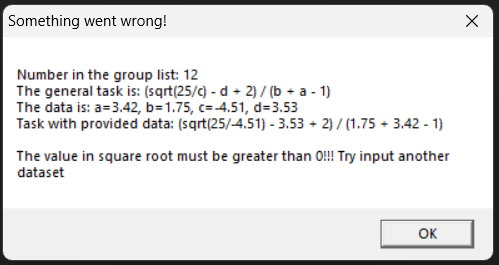 Something went wrong!
Number in the group list: 12
The general task is: (sqrt(25/c) - d + 2) / (b + a - 1)
The data is: a=3.42, b=1.75, c=-4.51, d=3.53
Task with provided data: (sqrt(25/-4.51) - 3.53 + 2) / (1.75 + 3.42 - 1)
The value in square root must be greater than 0!!! Try input another
dataset
OK